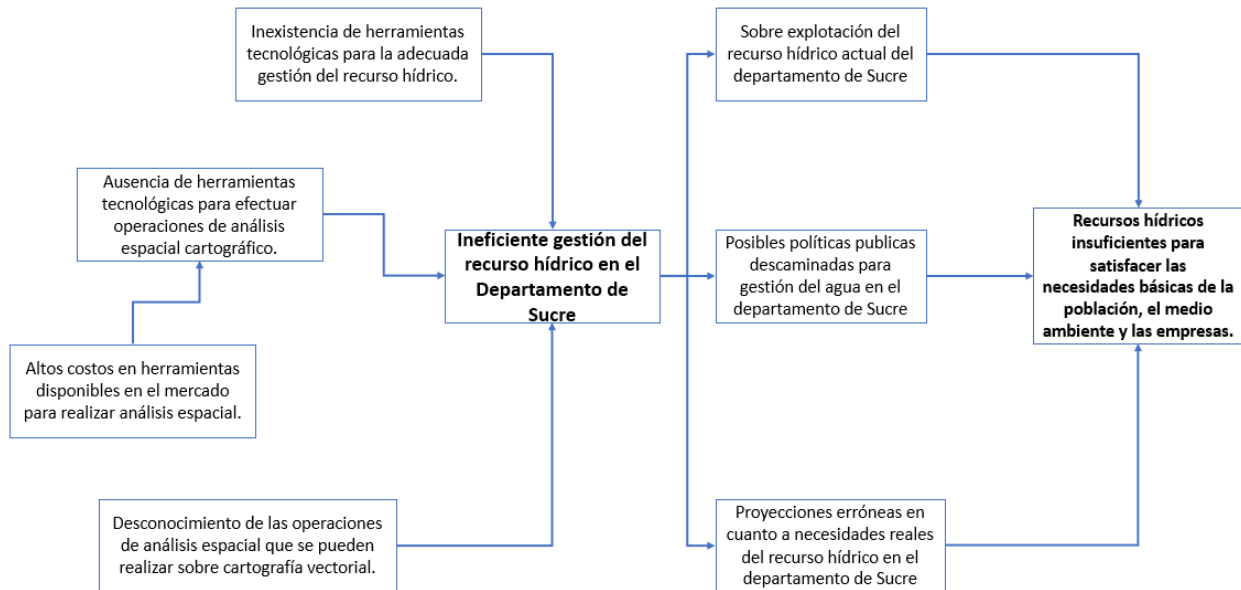 Inexistencia de herramientas
tecnológicas para la adecuada
gestión del recurso hídrico.
Sobre explotación del
recurso hídrico actual del
departamento de Sucre
Ausencia de herramientas
tecnológicas para efectuar
operaciones de análisis
espacial cartográfico.
Ineficiente gestión del
recurso hídrico en el
Departamento de
Sucre
Posibles políticas publicas
descaminadas para
gestión del agua en el
departamento de Sucre
Recursos hídricos
insuficientes para
satisfacer las
necesidades básicas de la
población, el medio
ambiente y las empresas.
Altos costos en herramientas
disponibles en el mercado
para realizar análisis espacial.
Desconocimiento de las operaciones
de análisis espacial que se pueden
realizar sobre cartografía vectorial.
Proyecciones erróneas en
cuanto a necesidades reales
del recurso hídrico en el
departamento de Sucre